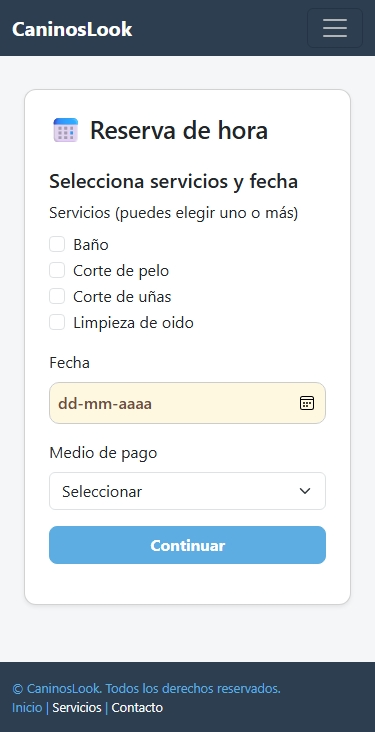 CaninosLook
Reserva de hora
Selecciona servicios y fecha
Servicios (puedes elegir uno o más)
Baño
Corte de pelo
Corte de uñas
Limpieza de oido
Fecha
dd-mm-aaaa
Medio de pago
Seleccionar
Continuar
© CaninosLook. Todos los derechos reservados.
Inicio | Servicios | Contacto